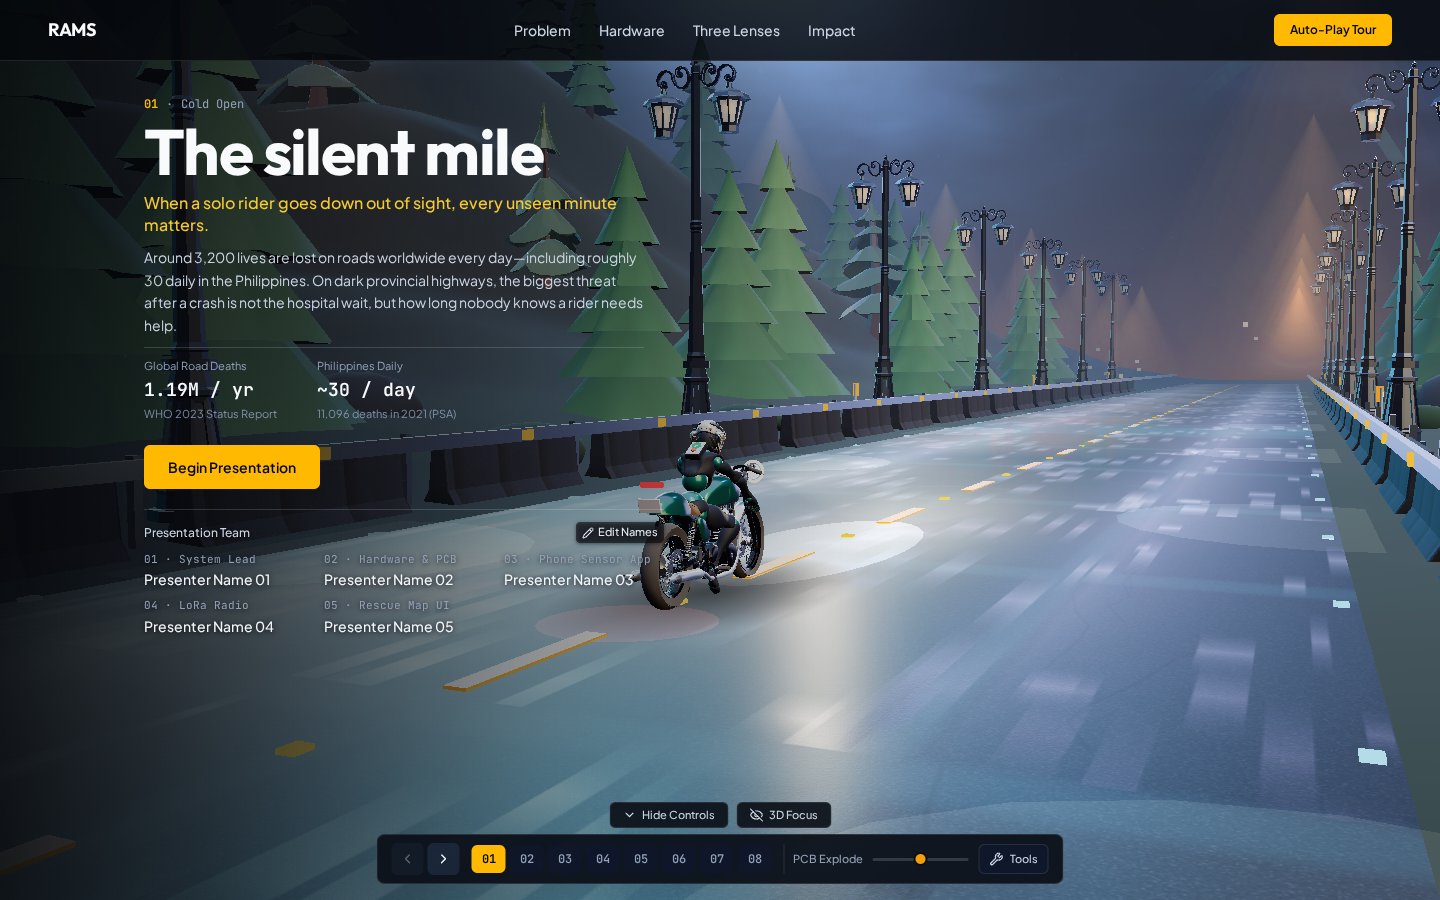 RAMS
Problem
Hardware
Three Lenses
Impact
Auto-Play Tour
01 · Cold Open
The silent mile
When a solo rider goes down out of sight, every unseen minute
matters.
Around 3,200 lives are lost on roads worldwide every day—including roughly
30 daily in the Philippines. On dark provincial highways, the biggest threat
after a crash is not the hospital wait, but how long nobody knows a rider needs
help.
Global Road Deaths
1.19M / yr
WHO 2023 Status Report
Philippines Daily
~30 / day
11,096 deaths in 2021 (PSA)
Begin Presentation
Presentation Team
Edit Names
01 · System Lead
Presenter Name 01
02 · Hardware & PCB
Presenter Name 02
03 · Phone Sensor App
Presenter Name 03
04 · LoRa Radio
Presenter Name 04
05 · Rescue Map UI
Presenter Name 05
Hide Controls
3D Focus
01 02 03 04 05 06 07 08
PCB Explode
Tools